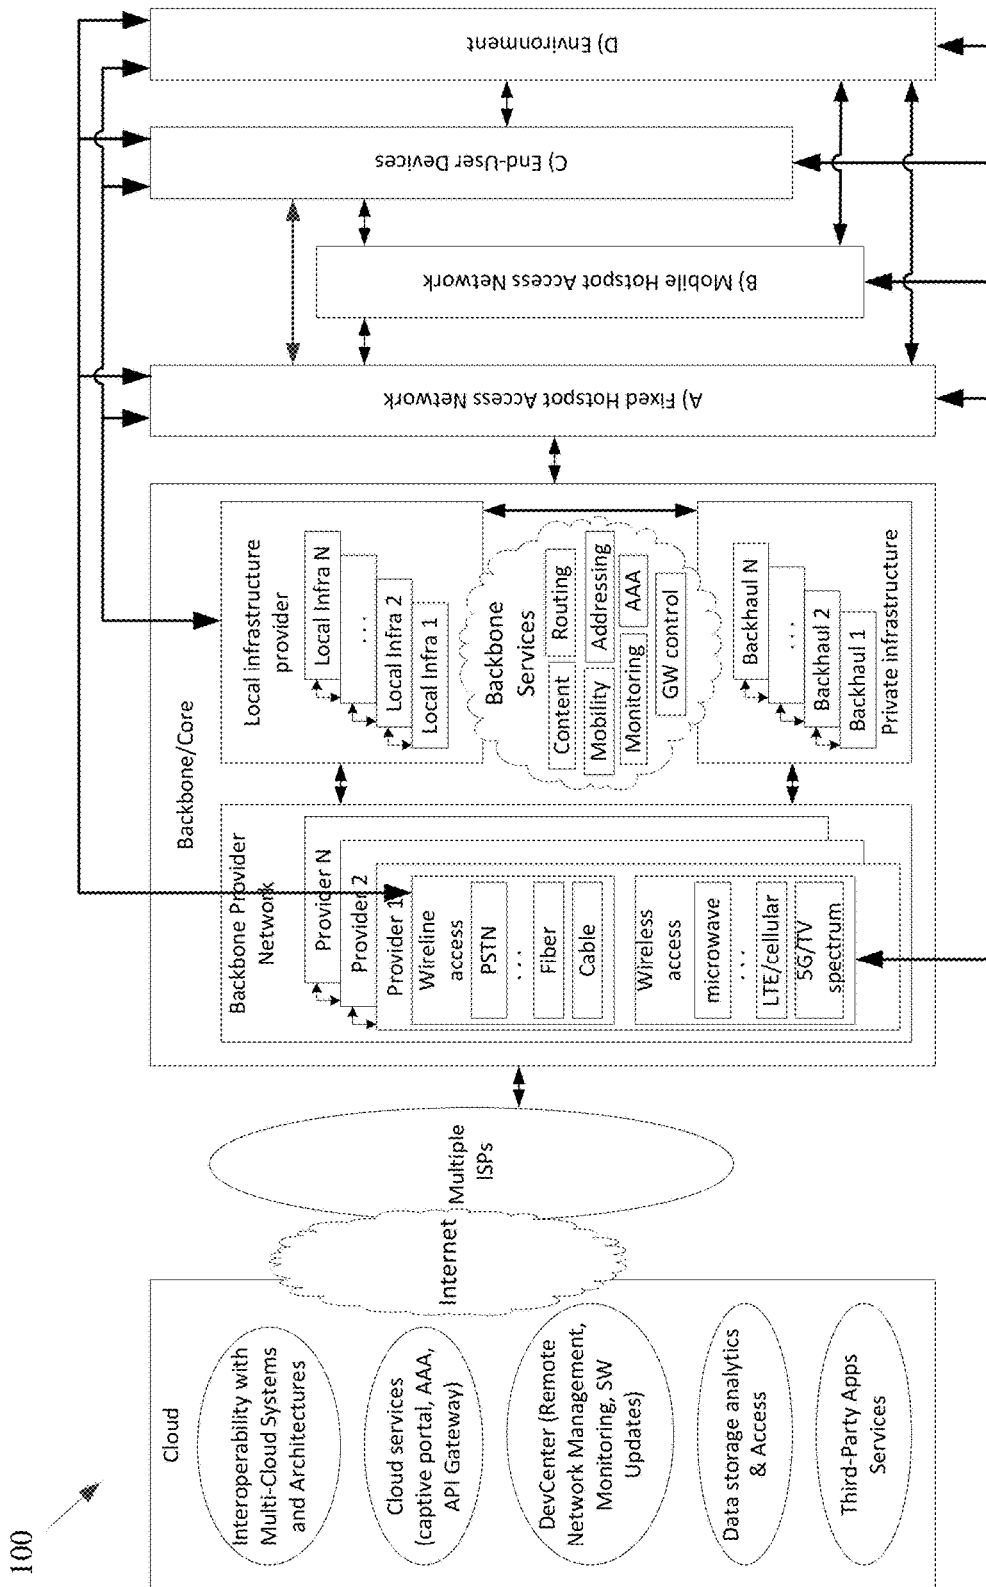 100
Cloud
Interoperability with
Multi-Cloud Systems
and Architectures
Cloud services
(captive portal, AAA,
API Gateway)
DevCenter (Remote
Network Management,
Monitoring, SW
Updates)
Data storage analytics
& Access
Third-Party Apps
Services
Internet
Multiple
ISPs
Backbone/Core
Backbone Provider
Network
Provider N
Provider 2
Provider 1
Wireline
access
PSTN
...
Fiber
Cable
Wireless
access
microwave
...
LTE/cellular
5G/TV
spectrum
Local infrastructure
provider
Local Infra N
...
Local Infra 2
Local Infra 1
Backbone
Services
Content
Routing
Mobility
Addressing
Monitoring
AAA
GW control
Backhaul N
...
Backhaul 2
Backhaul 1
Private infrastructure
A) Fixed Hotspot Access Network
B) Mobile Hotspot Access Network
C) End-User Devices
D) Environment